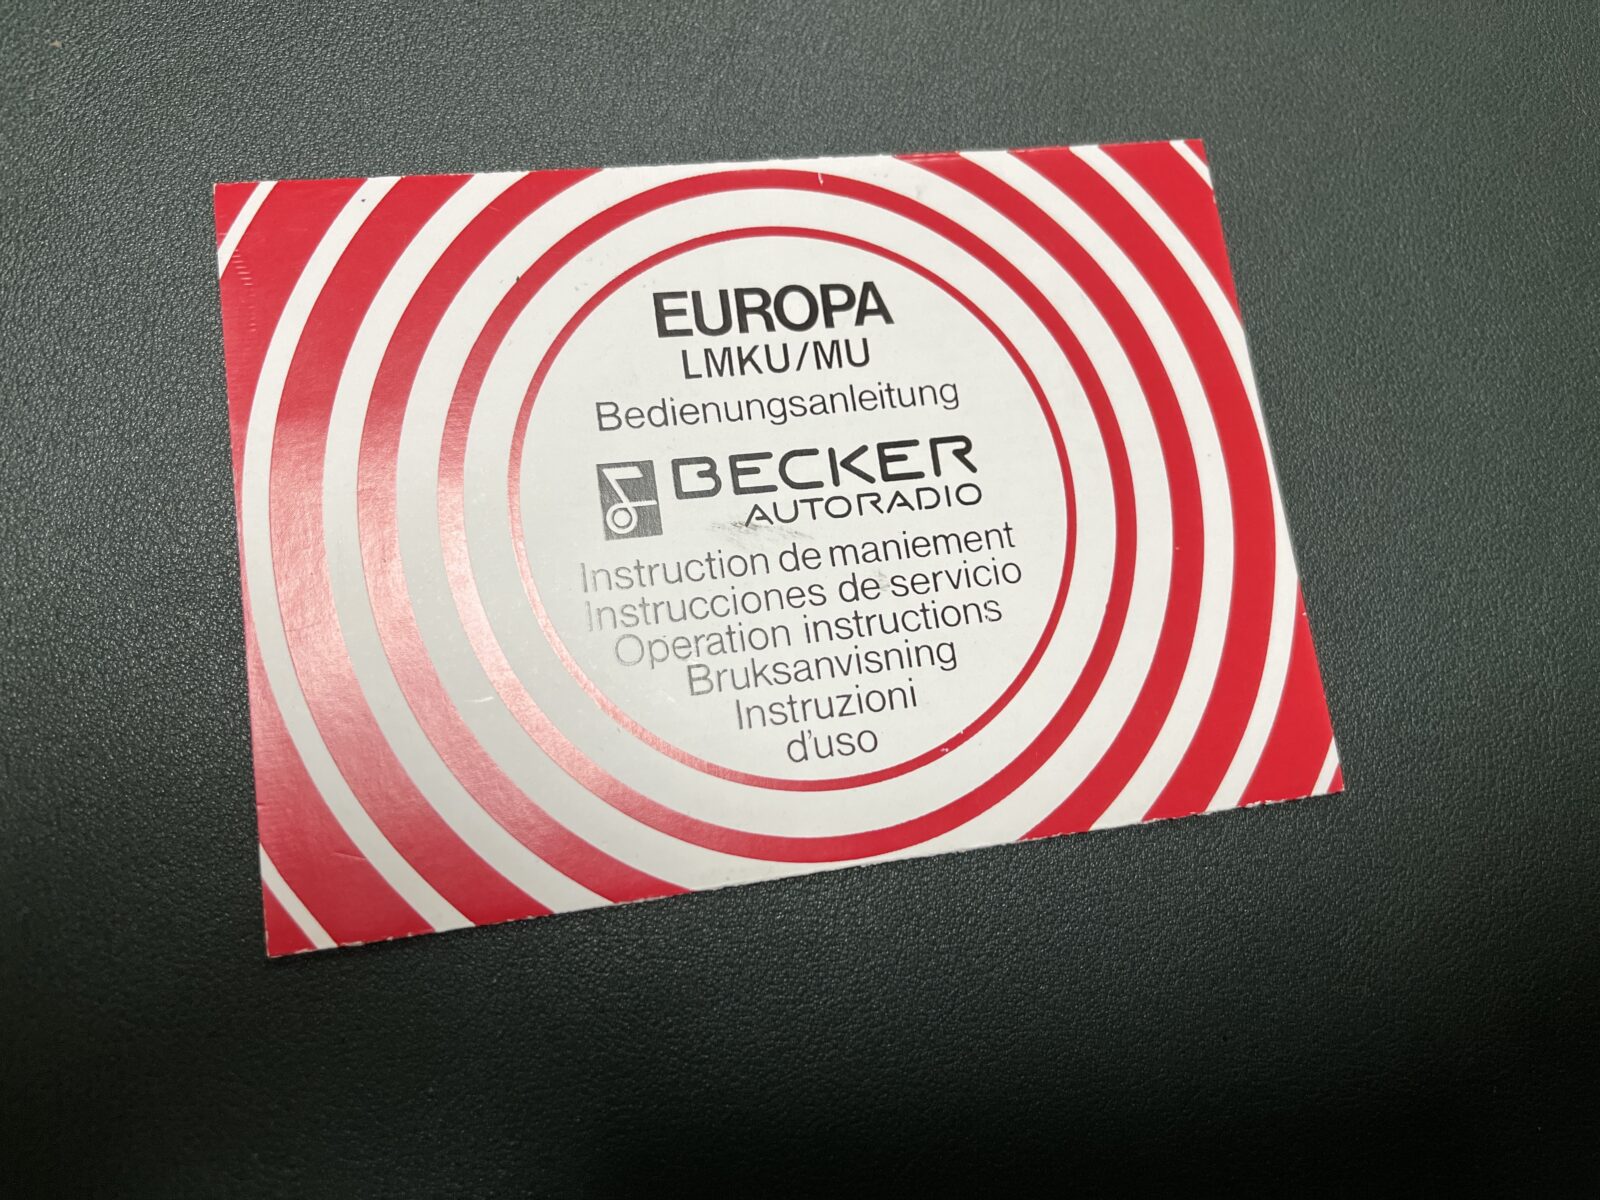 EUROPA
LMKU/MU
Bedienungsanleitung
BECKER
AUTORADIO
Instruction de maniement
Instrucciones de servicio
Operation instructions
Bruksanvisning
Instruzioni
d'uso